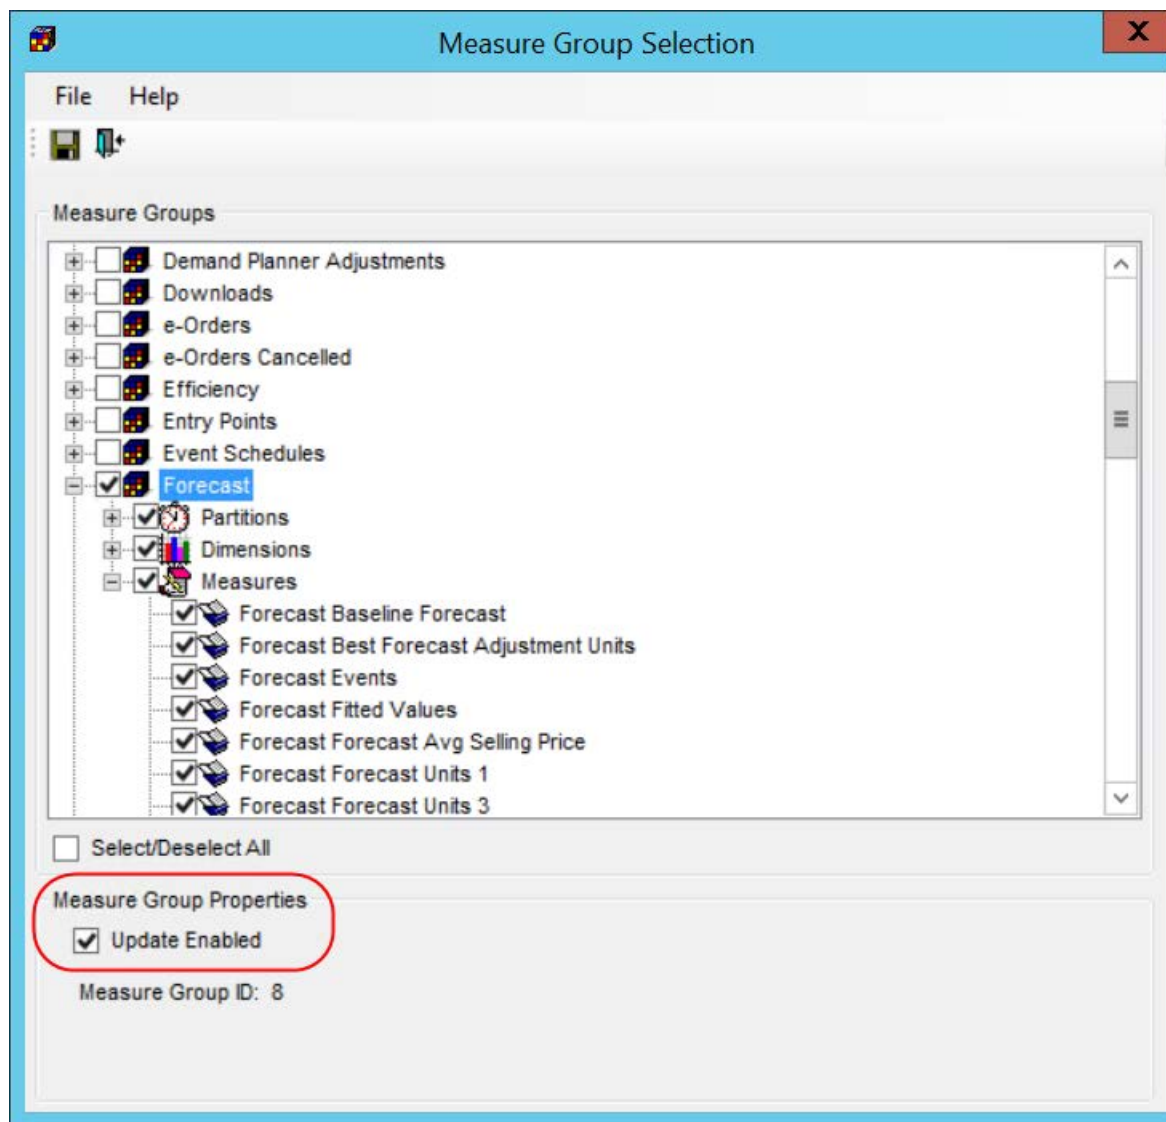 Measure Group Selection
X
File Help
Measure Groups
Demand Planner Adjustments
Downloads
e-Orders
e-Orders Cancelled
Efficiency
Entry Points
Event Schedules
Forecast
Partitions
Dimensions
Measures
Forecast Baseline Forecast
Forecast Best Forecast Adjustment Units
Forecast Events
Forecast Fitted Values
Forecast Forecast Avg Selling Price
Forecast Forecast Units 1
Forecast Forecast Units 3
Select/Deselect All
Measure Group Properties
Update Enabled
Measure Group ID: 8